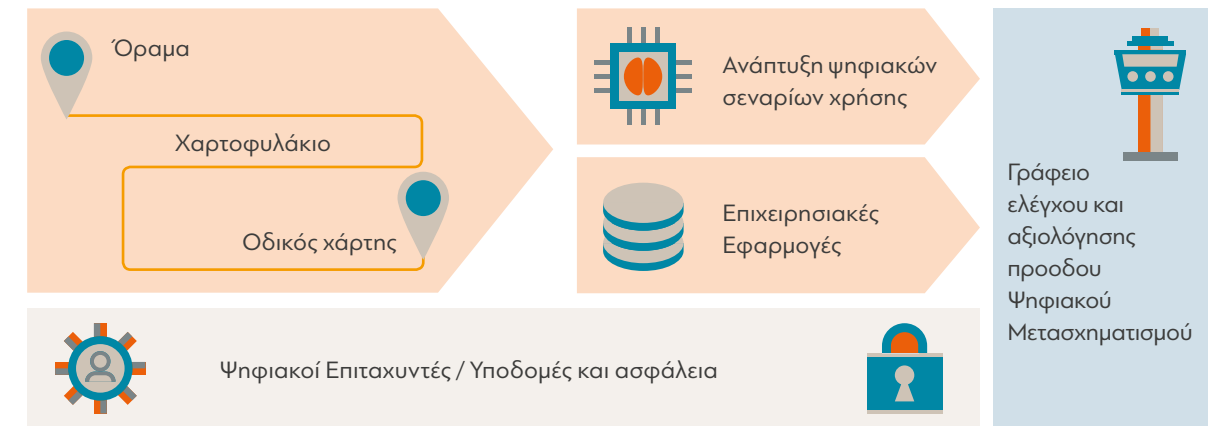 Όραμα
Χαρτοφυλάκιο
Οδικός χάρτης
Ανάπτυξη ψηφιακών
σεναρίων χρήσης
Επιχειρησιακές
Εφαρμογές
Γράφειο
ελέγχου και
αξιολόγησης
προοδου
Ψηφιακού
Μετασχηματισμού
Ψηφιακοί Επιταχυντές / Υποδομές και ασφάλεια